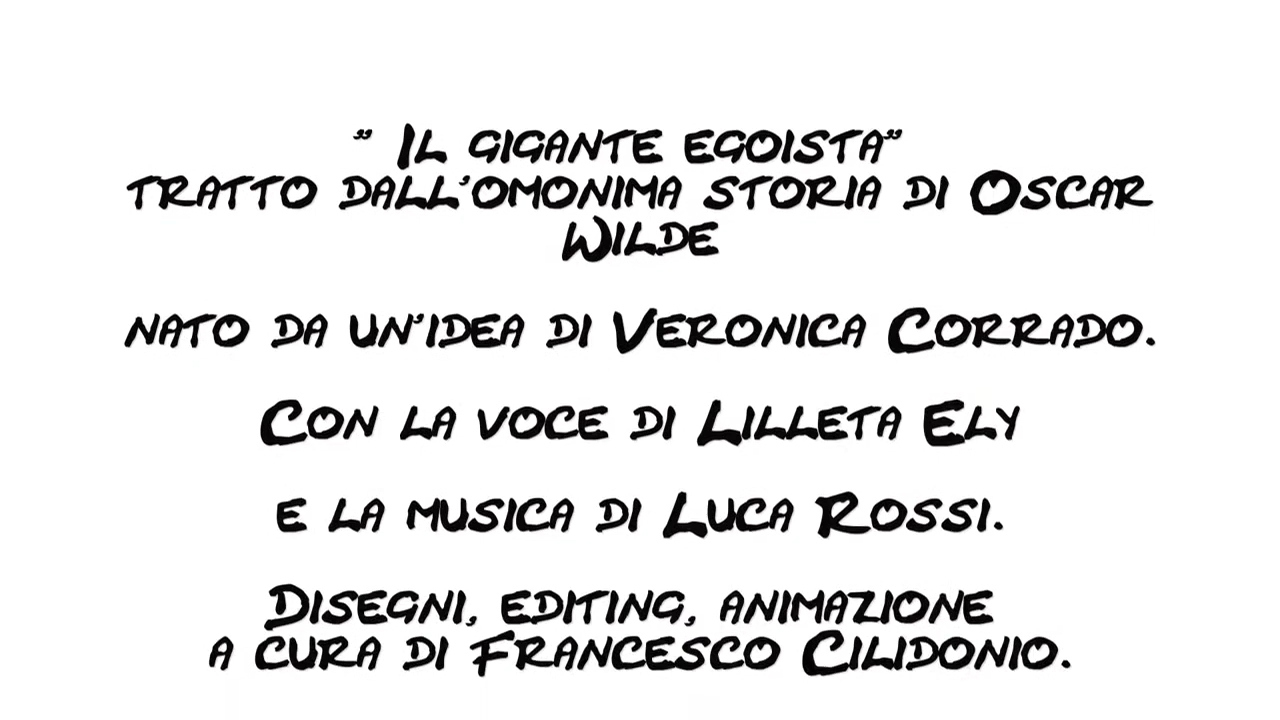 ” Il gigante egoista”
tratto dall’omonima storia di Oscar
Wilde
nato da un’idea di Veronica Corrado.
Con la voce di Lilleta Ely
e la musica di Luca Rossi.
Disegni, editing, animazione
a cura di Francesco Cilidonio.